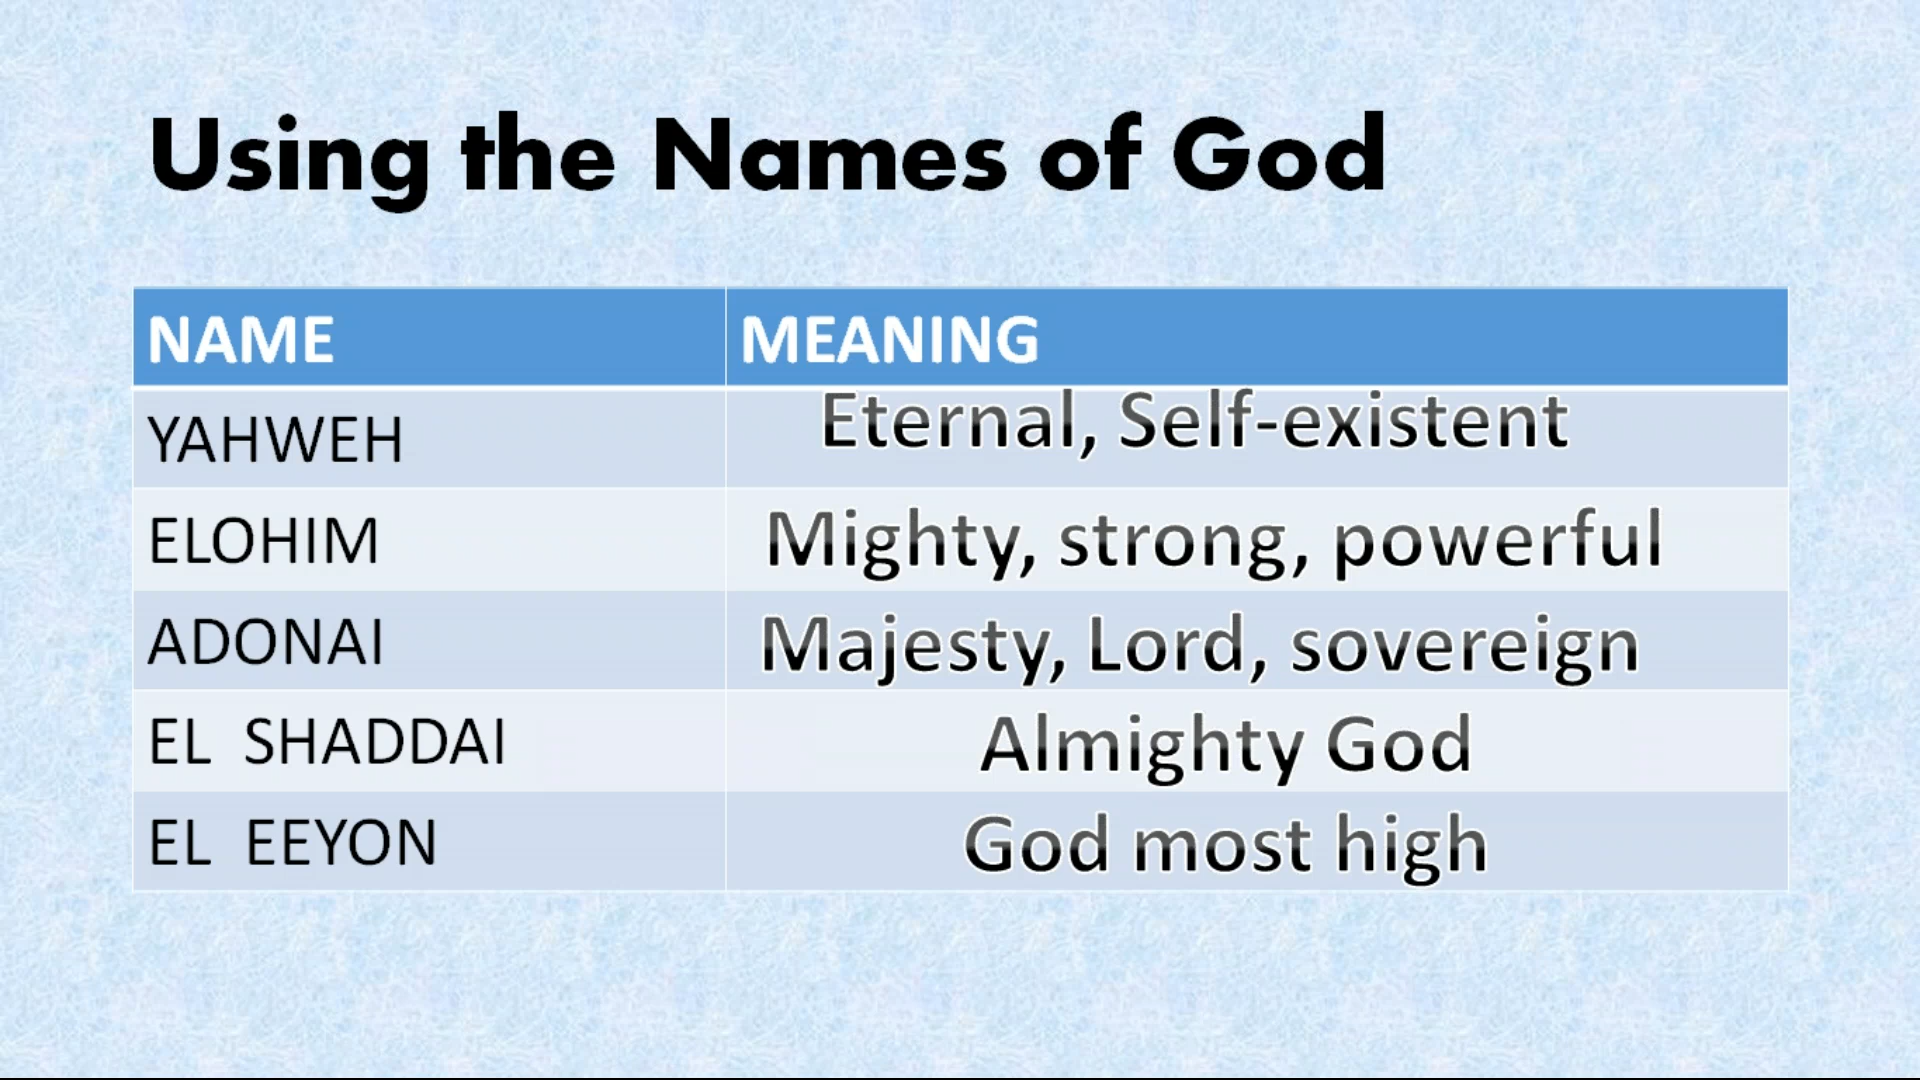 Using the Names of God
NAME MEANING
YAHWEH Eternal, Self-existent
ELOHIM Mighty, strong, powerful
ADONAI Majesty, Lord, sovereign
EL SHADDAI Almighty God
EL EEYON God most high